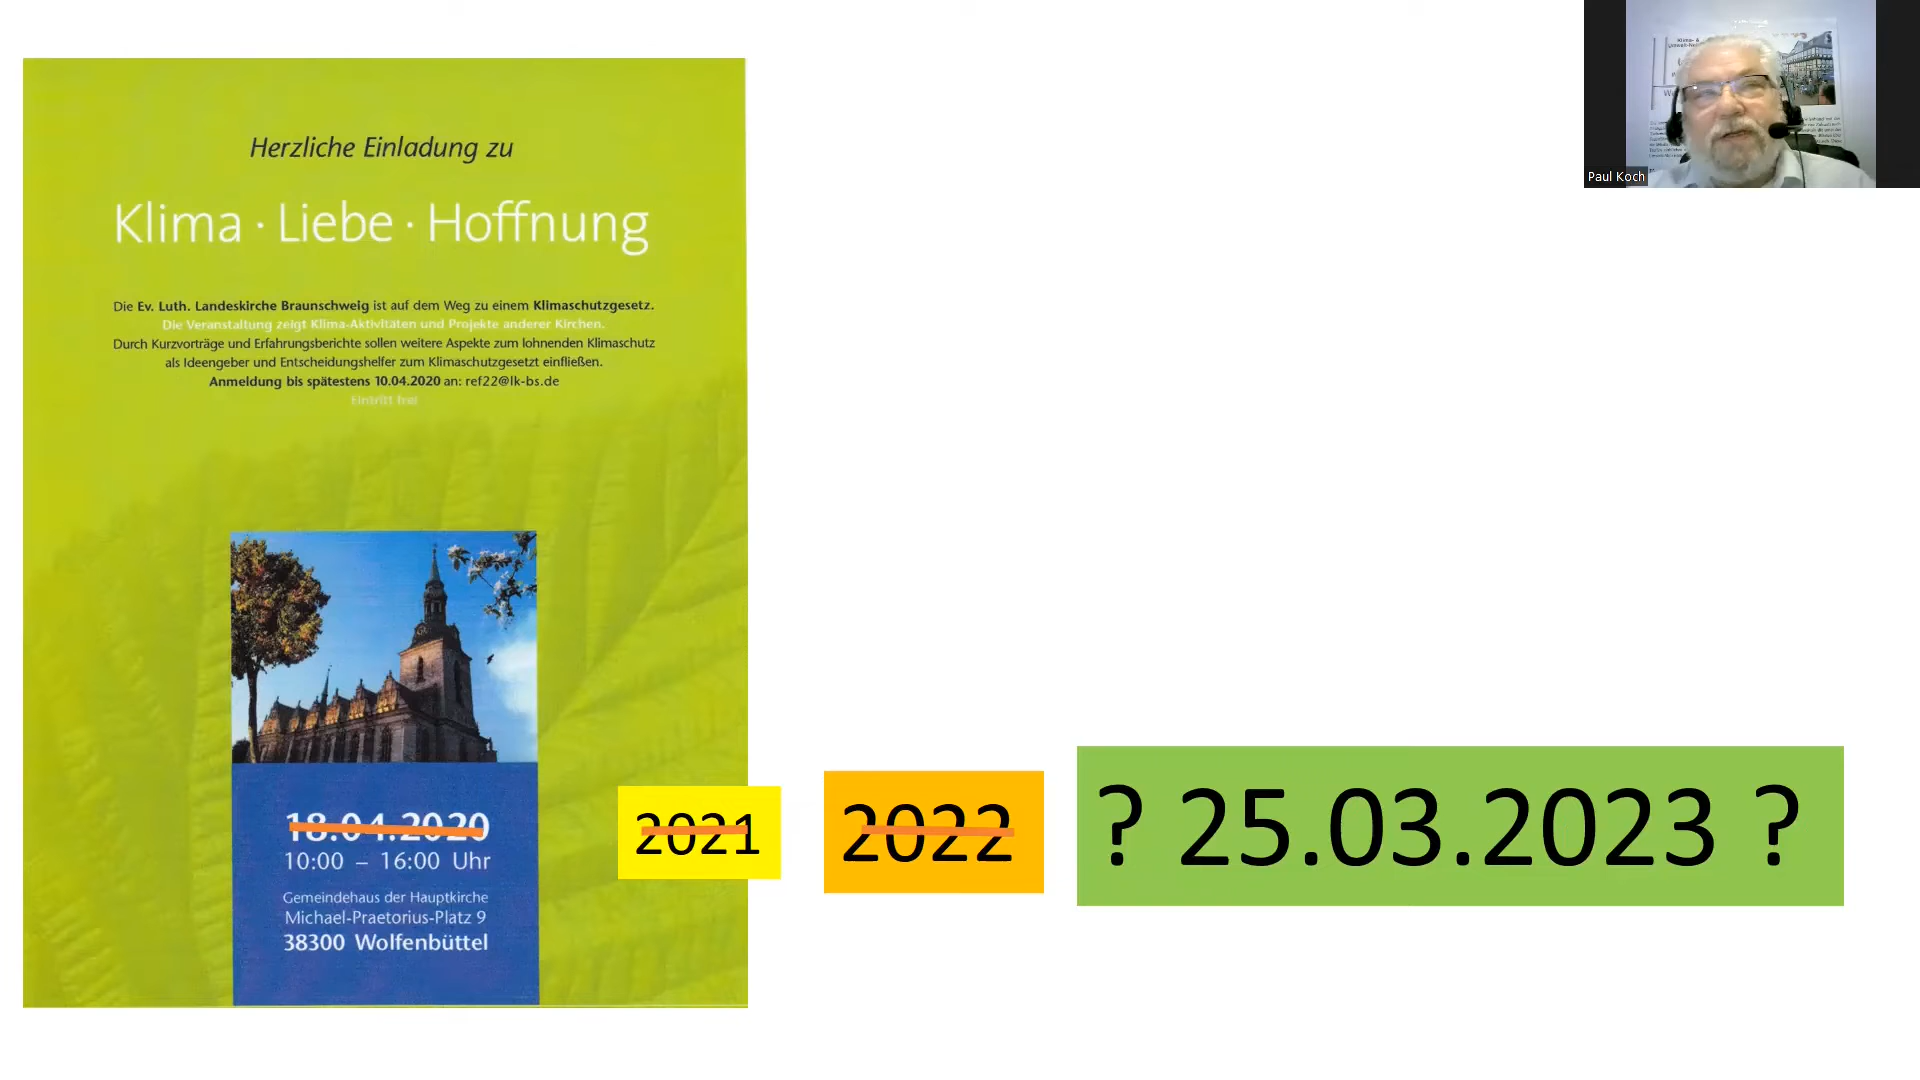 Herzliche Einladung zu
Klima · Liebe · Hoffnung
Die Ev. Luth. Landeskirche Braunschweig ist auf dem Weg zu einem Klimaschutzgesetz.
Die Veranstaltung zeigt Klima-Aktivitäten und Projekte anderer Kirchen.
Durch Kurzvorträge und Erfahrungsberichte sollen weitere Aspekte zum lohnenden Klimaschutz
als Ideengeber und Entscheidungshelfer zum Klimaschutzgesetzt einfließen.
Anmeldung bis spätestens 10.04.2020 an: ref22@lk-bs.de
Eintritt frei
18.04.2020
10:00 – 16:00 Uhr
Gemeindehaus der Hauptkirche
Michael-Praetorius-Platz 9
38300 Wolfenbüttel
2021
2022
? 25.03.2023 ?
Paul Koch